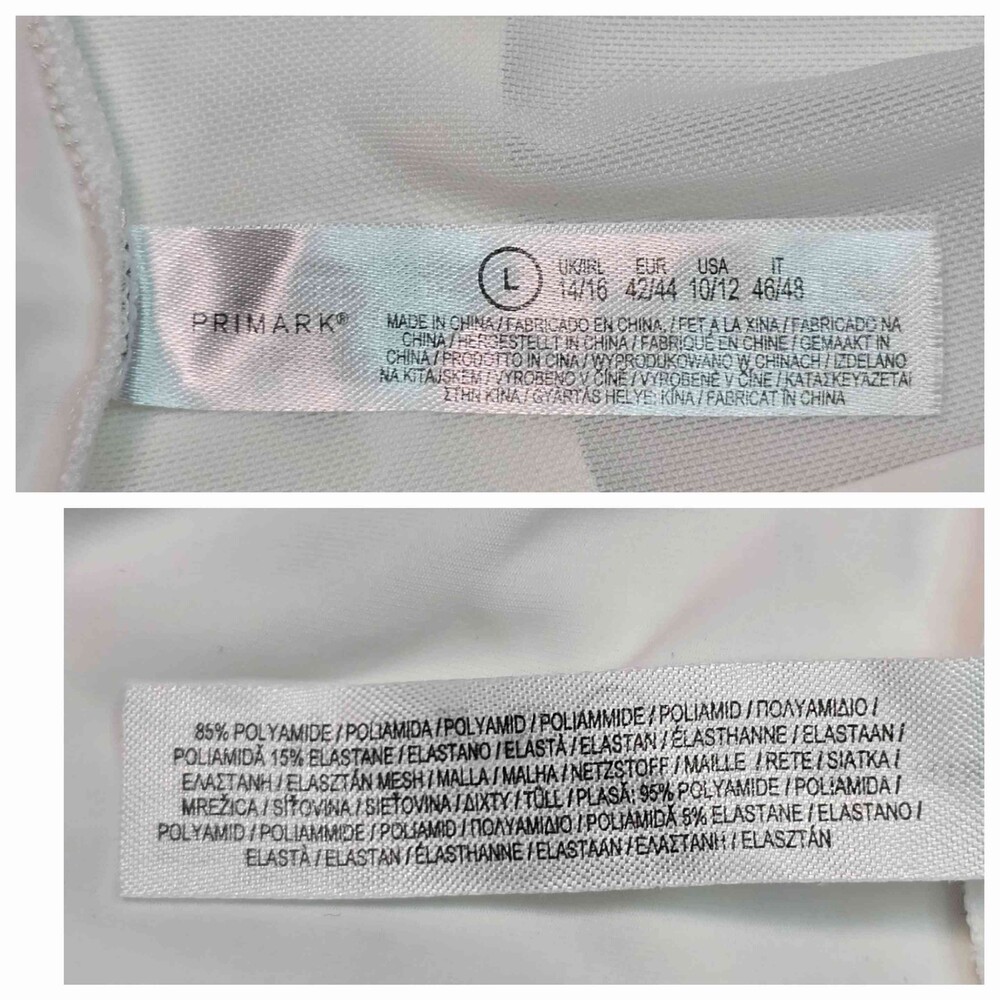 PRIMARK®
L
UK/IRL EUR USA IT
14/16 42/44 10/12 46/48
MADE IN CHINA / FABRICADO EN CHINA. / FET A LA XINA / FABRICADO NA
CHINA / HERGESTELLT IN CHINA / FABRIQUÉ EN CHINE / GEMAAKT IN
CHINA / PRODOTTO IN CINA / WYPRODUKOWANO W CHINACH / IZDELANO
NA KITAJSKEM / VYROBENO V ČÍNĚ / VYROBENÉ V ČÍNE / ΚΑΤΑΣΚΕΥΑΖΕΤΑΙ
ΣΤΗΝ ΚΙΝΑ / GYÁRTÁS HELYE: KÍNA / FABRICAT ÎN CHINA
85% POLYAMIDE / POLIAMIDA / POLYAMID / POLIAMMIDE / POLIAMID / ΠΟΛΥΑΜΙΔΙΟ /
POLIAMIDĂ 15% ELASTANE / ELASTANO / ELASTÀ / ELASTAN / ÉLASTHANNE / ELASTAAN /
ΕΛΑΣΤΑΝΗ / ELASZTÁN MESH / MALLA / MALHA / NETZSTOFF / MAILLE / RETE / SIATKA /
MREŽICA / SÍŤOVINA / SIEŤOVINA / ΔΙΧΤΥ / TÜLL / PLASĂ: 95% POLYAMIDE / POLIAMIDA /
POLYAMID / POLIAMMIDE / POLIAMID / ΠΟΛΥΑΜΙΔΙΟ / POLIAMIDĂ 5% ELASTANE / ELASTANO /
ELASTÀ / ELASTAN / ÉLASTHANNE / ELASTAAN / ΕΛΑΣΤΑΝΗ / ELASZTÁN